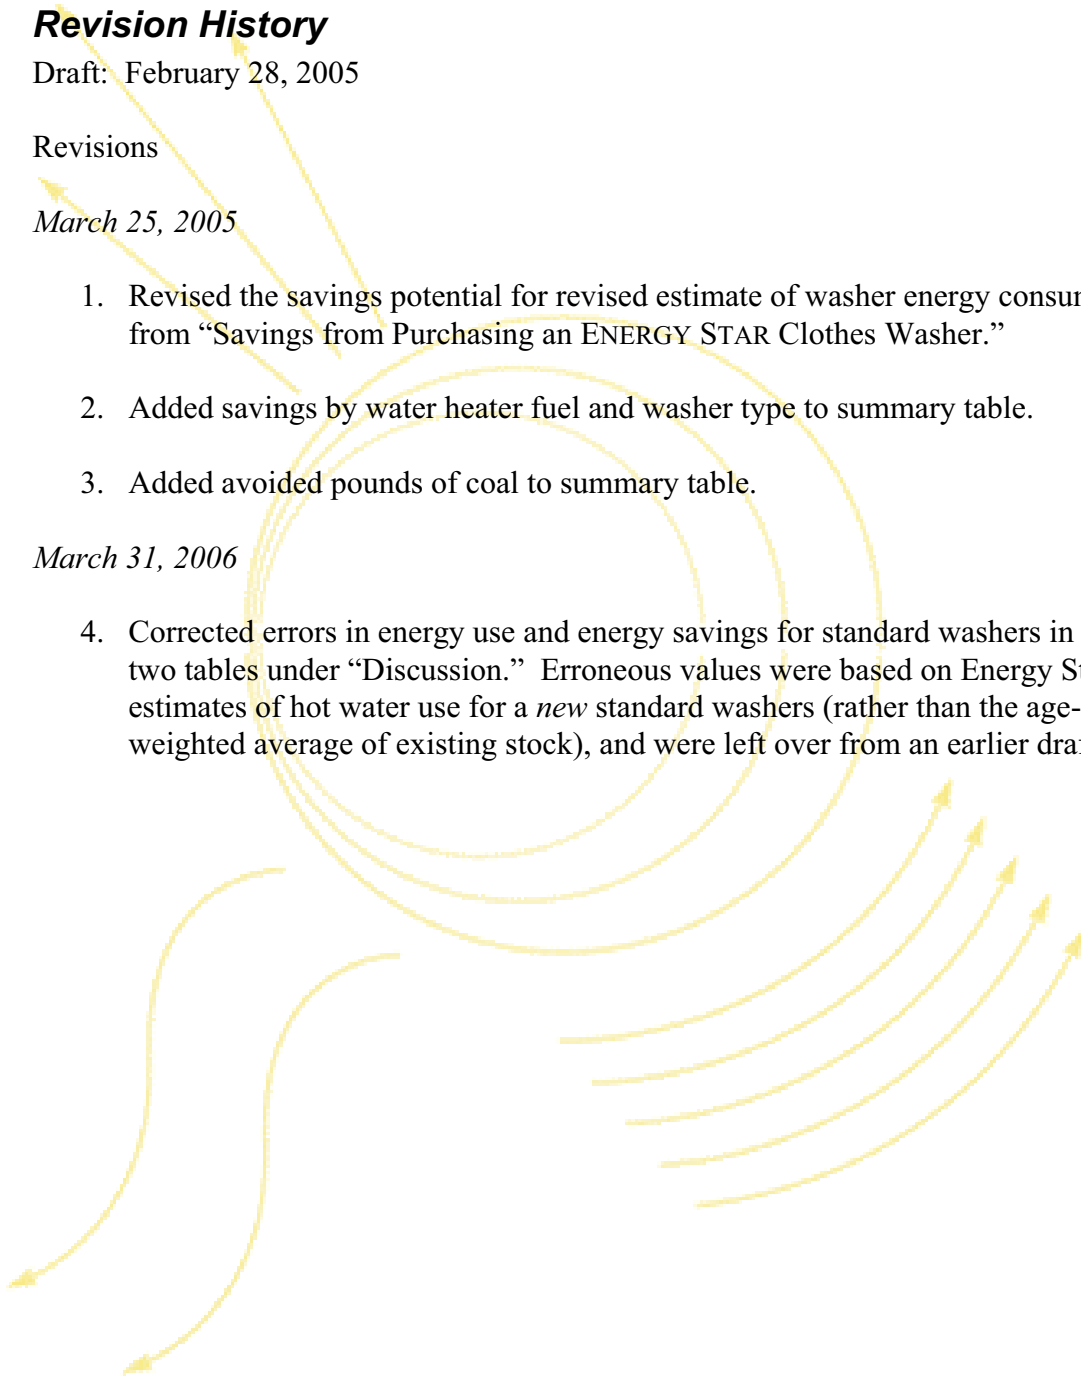 Revision History
Draft: February 28, 2005
Revisions
March 25, 2005
1. Revised the savings potential for revised estimate of washer energy
from “Savings from Purchasing an ENERGY STAR Clothes Washer.”
2. Added savings by water heater fuel and washer type to summary table.
3. Added avoided pounds of coal to summary table.
March 31, 2006
4. Corrected errors in energy use and energy savings for standard washers in
two tables under “Discussion.” Erroneous values were based on Energy
estimates of hot water use for a new standard washers (rather than the age-
weighted average of existing stock), and were left over from an earlier